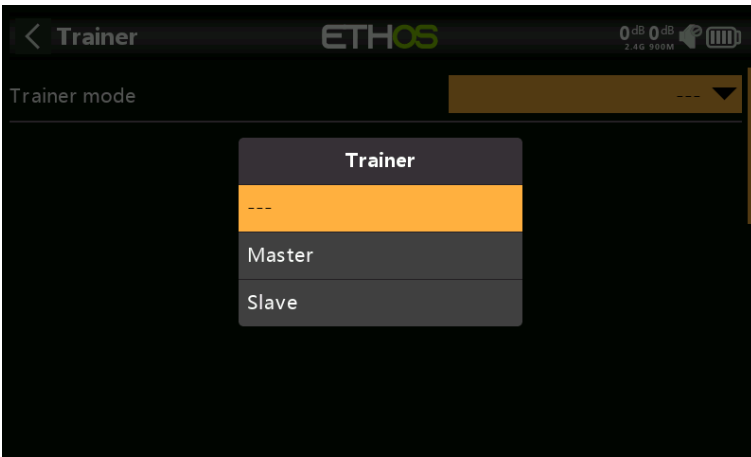 Trainer
ETHOS
0dB 0dB
2.4G 900M
Trainer mode
---
Trainer
---
Master
Slave